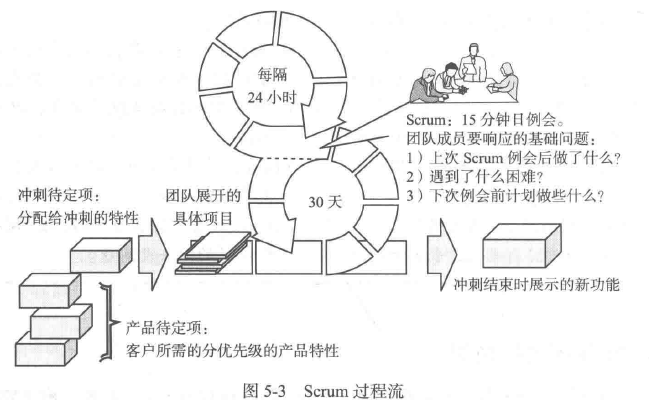 每隔
24 小时
Scrum：15 分钟日例会。
团队成员要响应的基础问题：
1）上次 Scrum 例会后做了什么？
2）遇到了什么困难？
3）下次例会前计划做些什么？
冲刺待定项：
分配给冲刺的特性
团队展开的
具体项目
30 天
冲刺结束时展示的新功能
产品待定项：
客户所需的分优先级的产品特性
图 5-3 Scrum 过程流